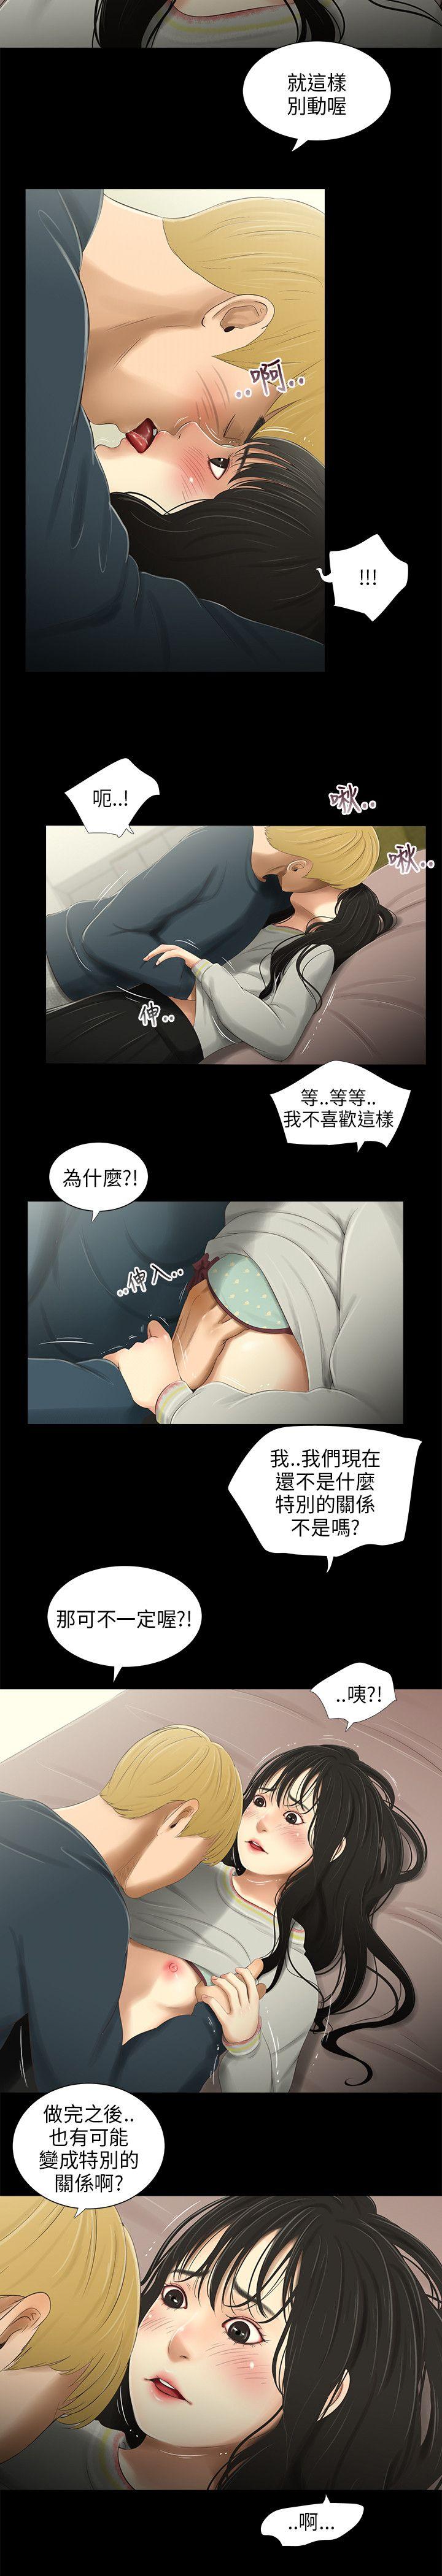 就這樣
別動喔
..啊..
!!!
呃..!
啾..
啾..
伸..
等..等等..
我不喜歡這樣
為什麼?!
..伸入..
我..我們現在
還不是什麼
特別的關係
不是嗎?
那可不一定喔?!
..咦?!
做完之後..
也有可能
變成特別的
關係啊?
..啊...